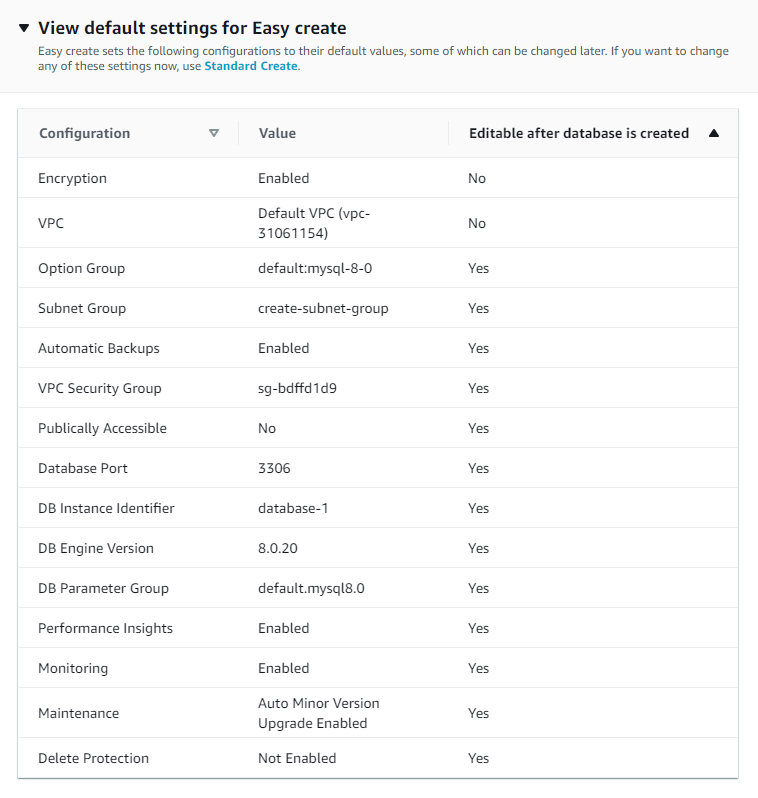 View default settings for Easy create
Easy create sets the following configurations to their default values, some of which can be changed later. If you want to change
any of these settings now, use Standard Create.
Configuration Value Editable after database is created
Encryption Enabled No
VPC Default VPC (vpc-
31061154) No
Option Group default:mysql-8-0 Yes
Subnet Group create-subnet-group Yes
Automatic Backups Enabled Yes
VPC Security Group sg-bdffd1d9 Yes
Publically Accessible No Yes
Database Port 3306 Yes
DB Instance Identifier database-1 Yes
DB Engine Version 8.0.20 Yes
DB Parameter Group default.mysql8.0 Yes
Performance Insights Enabled Yes
Monitoring Enabled Yes
Maintenance Auto Minor Version
Upgrade Enabled Yes
Delete Protection Not Enabled Yes